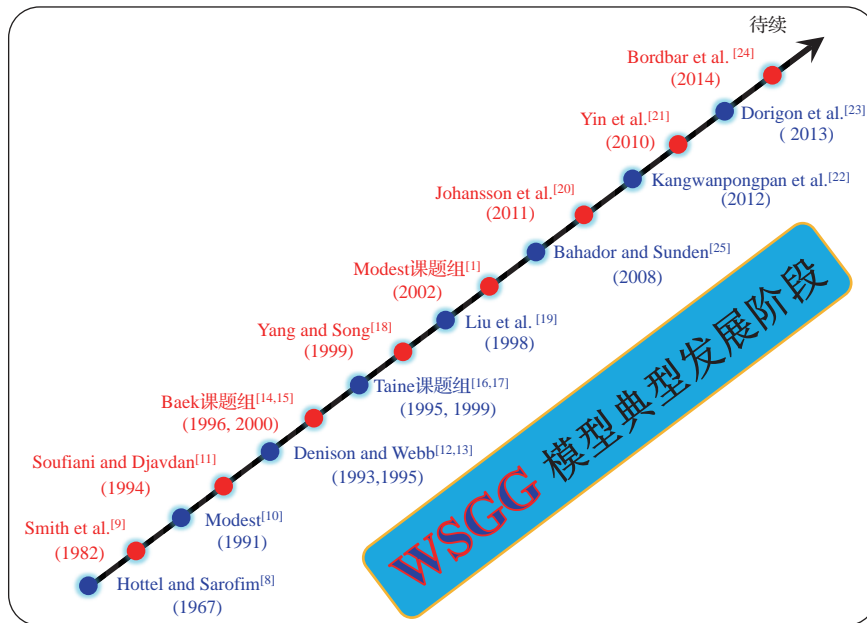 待续
Bordbar et al. [24]
(2014)
Dorigon et al.[23]
( 2013)
Yin et al.[21]
(2010)
Kangwanpongpan et al.[22]
(2012)
Johansson et al.[20]
(2011)
Bahador and Sunden[25]
(2008)
Modest课题组[1]
(2002)
Liu et al. [19]
(1998)
Yang and Song[18]
(1999)
Taine课题组[16,17]
(1995, 1999)
Baek课题组[14,15]
(1996, 2000)
Denison and Webb[12,13]
(1993,1995)
Soufiani and Djavdan[11]
(1994)
Modest[10]
(1991)
Smith et al.[9]
(1982)
Hottel and Sarofim[8]
(1967)
WSGG 模型典型发展阶段